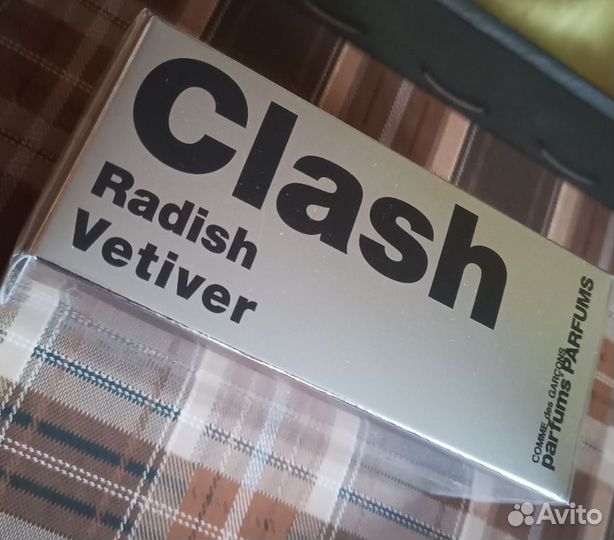 Clash
Radish
Vetiver
COMME des GARÇONS
parfums PARFUMS
Avito